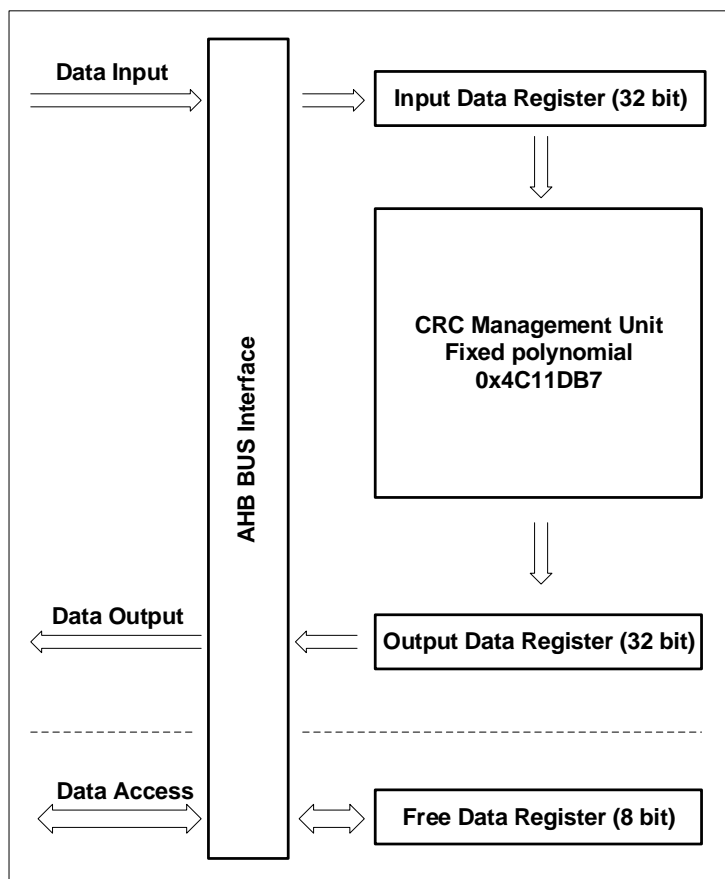 Data Input
Input Data Register (32 bit)
CRC Management Unit
Fixed polynomial
0x4C11DB7
AHB BUS Interface
Data Output
Output Data Register (32 bit)
Data Access
Free Data Register (8 bit)